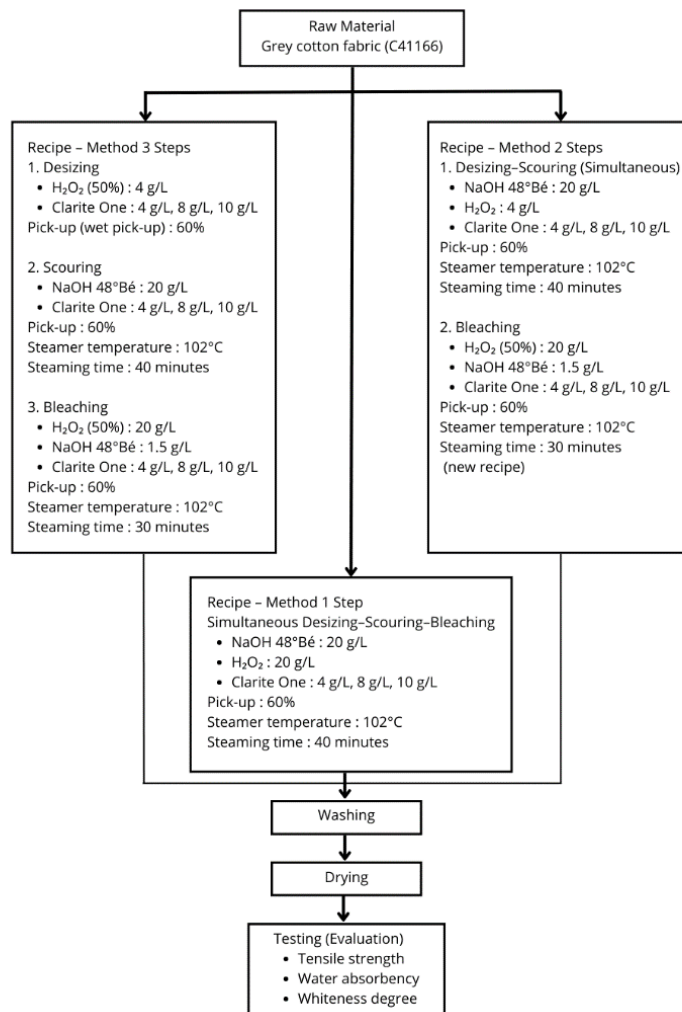 Raw Material
Grey cotton fabric (C41166)
Recipe – Method 3 Steps
1. Desizing
• H₂O₂ (50%) : 4 g/L
• Clarite One : 4 g/L, 8 g/L, 10 g/L
Pick-up (wet pick-up) : 60%
2. Scouring
• NaOH 48°Bé : 20 g/L
• Clarite One : 4 g/L, 8 g/L, 10 g/L
Pick-up : 60%
Steamer temperature : 102°C
Steaming time : 40 minutes
3. Bleaching
• H₂O₂ (50%) : 20 g/L
• NaOH 48°Bé : 1.5 g/L
• Clarite One : 4 g/L, 8 g/L, 10 g/L
Pick-up : 60%
Steamer temperature : 102°C
Steaming time : 30 minutes
Recipe – Method 2 Steps
1. Desizing–Scouring (Simultaneous)
• NaOH 48°Bé : 20 g/L
• H₂O₂ : 4 g/L
• Clarite One : 4 g/L, 8 g/L, 10 g/L
Pick-up : 60%
Steamer temperature : 102°C
Steaming time : 40 minutes
2. Bleaching
• H₂O₂ (50%) : 20 g/L
• NaOH 48°Bé : 1.5 g/L
• Clarite One : 4 g/L, 8 g/L, 10 g/L
Pick-up : 60%
Steamer temperature : 102°C
Steaming time : 30 minutes
(new recipe)
Recipe – Method 1 Step
Simultaneous Desizing–Scouring–Bleaching
• NaOH 48°Bé : 20 g/L
• H₂O₂ : 20 g/L
• Clarite One : 4 g/L, 8 g/L, 10 g/L
Pick-up : 60%
Steamer temperature : 102°C
Steaming time : 40 minutes
Washing
Drying
Testing (Evaluation)
• Tensile strength
• Water absorbency
• Whiteness degree